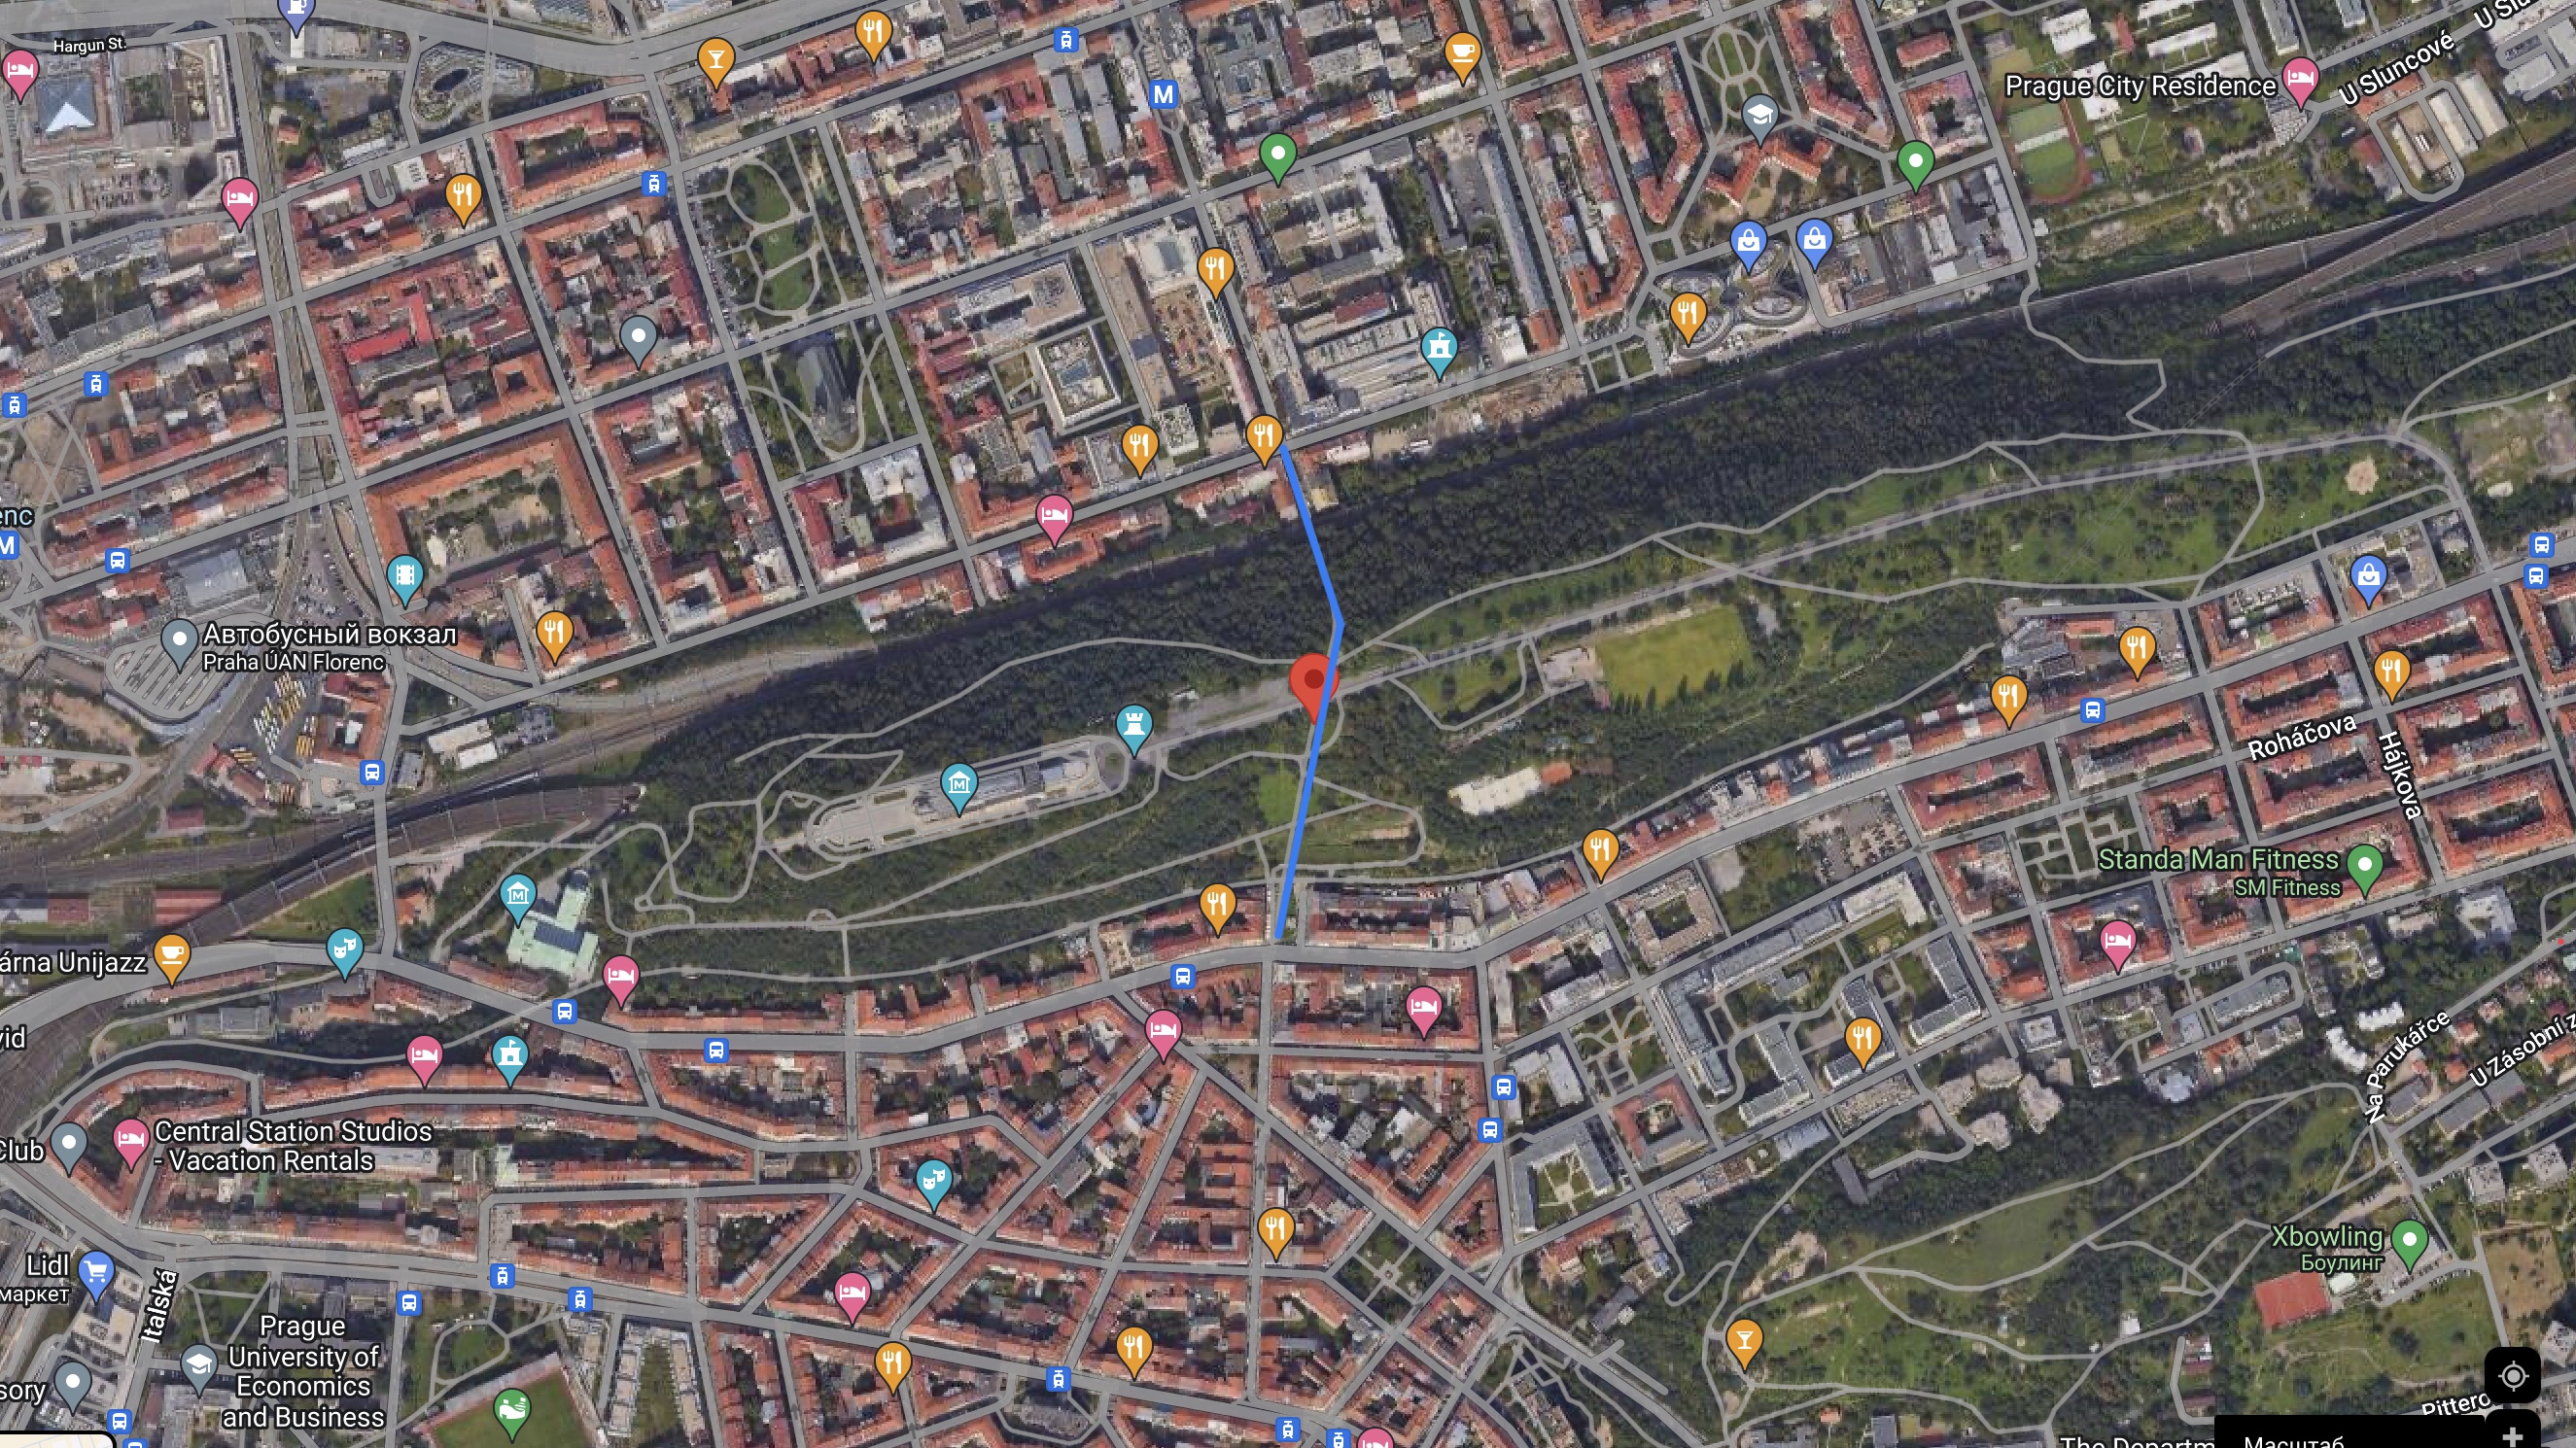 Hargun St.
U Sluncové
Prague City Residence
M
enc
M
Автобусный вокзал
Praha ÚAN Florenc
Roháčova
Hájkova
Standa Man Fitness
SM Fitness
árna Unijazz
vid
Na Parukářce
Club
Central Station Studios
- Vacation Rentals
Xbowling
Боулинг
Lidl
маркет
Italská
Prague
University of
Economics
and Business
sory
The Departm
Масштаб